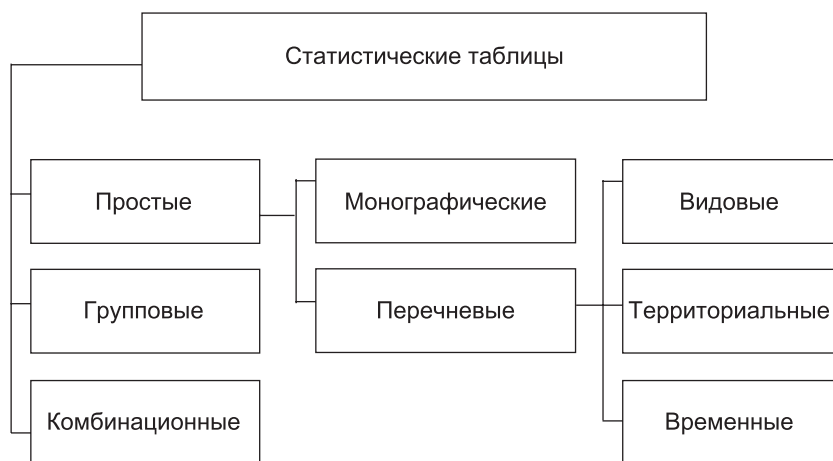 Статистические таблицы
Простые
Монографические
Видовые
Групповые
Перечневые
Территориальные
Комбинационные
Временные